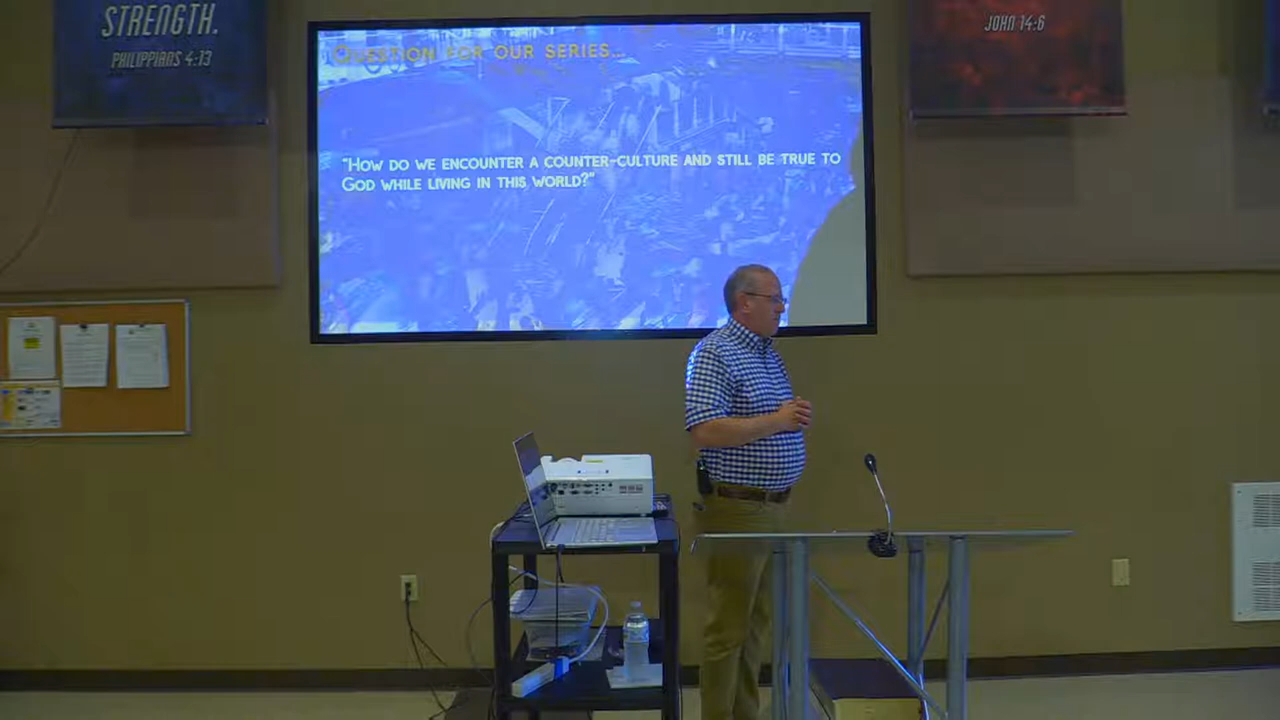 STRENGTH.
PHILIPPIANS 4:13
JOHN 14:6
QUESTION FOR OUR SERIES...
"HOW DO WE ENCOUNTER A COUNTER-CULTURE AND STILL BE TRUE TO
GOD WHILE LIVING IN THIS WORLD?"